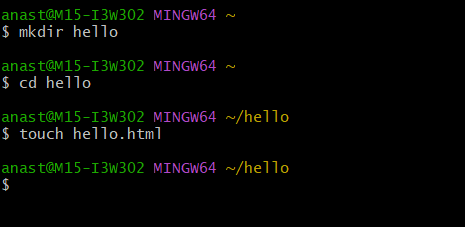 anast@M15-I3W302 MINGW64 ~
$ mkdir hello
anast@M15-I3W302 MINGW64 ~
$ cd hello
anast@M15-I3W302 MINGW64 ~/hello
$ touch hello.html
anast@M15-I3W302 MINGW64 ~/hello
$